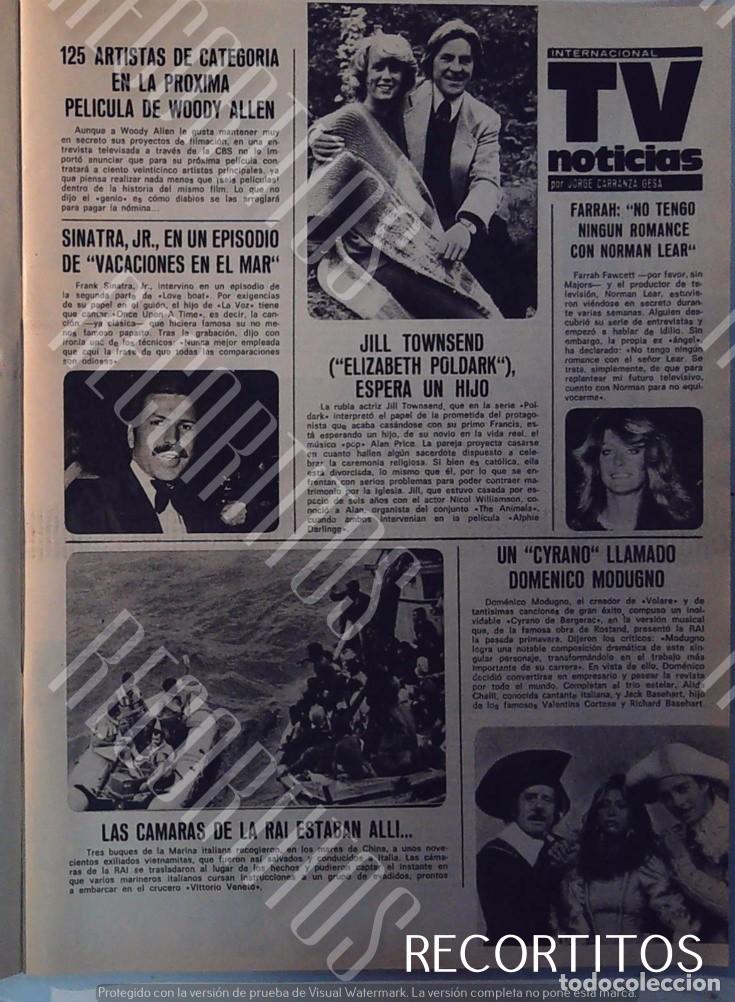 125 ARTISTAS DE CATEGORIA
EN LA PROXIMA
PELICULA DE WOODY ALLEN
Aunque a Woody Allen le gusta mantener muy
en secreto sus proyectos de filmación, en una en-
trevista televisada a través de la CBS no le im-
portó anunciar que para su próxima película con-
tratará a ciento veinticinco artistas principales, ya
que piensa realizar nada menos que ¡seis películas!
dentro de la historia del mismo film. Lo que no
dijo el «genio» es cómo diablos se las arreglará
para pagar la nómina...
SINATRA, JR., EN UN EPISODIO
DE "VACACIONES EN EL MAR"
Frank Sinatra, Jr., intervino en un episodio de
la segunda parte de «Love boat». Por exigencias
de su papel en el guión, el hijo de «La Voz» tiene
que cantar «Once Upon A Time», es decir, la can-
ción —ya clásica— que hiciera famosa su no me-
nos famoso papaíto. Tras la grabación, dijo con
ironía uno de los técnicos: «Nunca mejor empleada
que aquí la frase de que todas las comparaciones
son odiosas».
JILL TOWNSEND
("ELIZABETH POLDARK"),
ESPERA UN HIJO
La rubia actriz Jill Townsend, que en la serie «Pol-
dark» interpretó el papel de la prometida del protago-
nista que acaba casándose con su primo Francis, es-
tá esperando un hijo, de su novio en la vida real, el
músico «pop» Alan Price. La pareja proyecta casarse
en cuanto hallen algún sacerdote dispuesto a cele-
brar la ceremonia religiosa. Si bien es católica, ella
está divorciada, lo mismo que él, por lo que se en-
frentan con serios problemas para poder contraer ma-
trimonio por la Iglesia. Jill, que estuvo casada por es-
pacio de seis años con el actor Nicol Williamson, co-
noció a Alan, organista del conjunto «The Animals»,
cuando ambos intervenían en la película «Alphie
Darling».
INTERNACIONAL
TV
noticias
por JORGE CARRANZA GESA
FARRAH: "NO TENGO
NINGUN ROMANCE
CON NORMAN LEAR"
Farrah Fawcett —por favor, sin
Majors— y el productor de te-
levisión, Norman Lear, estuvie-
ron viéndose en secreto duran-
te varias semanas. Alguien des-
cubrió su serie de entrevistas y
empezó a hablar de idilio. Sin
embargo, la propia ex «ángel»,
ha declarado: «No tengo ningún
romance con el señor Lear. Se
trata, simplemente, de que para
replantear mi futuro televisivo,
cuento con Norman para no equi-
vocarme».
LAS CAMARAS DE LA RAI ESTABAN ALLI...
Tres buques de la Marina italiana recogieron, en los mares de China, a unos nove-
cientos exiliados vietnamitas, que fueron así salvados y conducidos a Italia. Las cáma-
ras de la RAI se trasladaron al lugar de los hechos y pudieron captar el instante en
que varios marineros italianos cursan instrucciones a un grupo de evadidos, prontos
a embarcar en el crucero «Vittorio Veneto».
UN "CYRANO" LLAMADO
DOMENICO MODUGNO
Doménico Modugno, el creador de «Volare» y de
tantísimas canciones de gran éxito, compuso un inol-
vidable «Cyrano de Bergerac», en la versión musical
que, de la famosa obra de Rostand, presentó la RAI
la pasada primavera. Dijeron los críticos: «Modugno
logra una notable composición dramática de este sin-
gular personaje, transformándolo en el trabajo más
importante de su carrera». En vista de ello, Doménico
decidió convertirse en empresario y pasear la revista
por todo el mundo. Completan el trío estelar,
Chelli, conocida cantante italiana, y Jack Basehart, hijo
de los famosos Valentina Cortese y Richard Basehart.
RECORTITOS
RECORTITOS
todocoleccion
Protegido con la versión de prueba de Visual Watermark. La versión completa no pone esta marca.